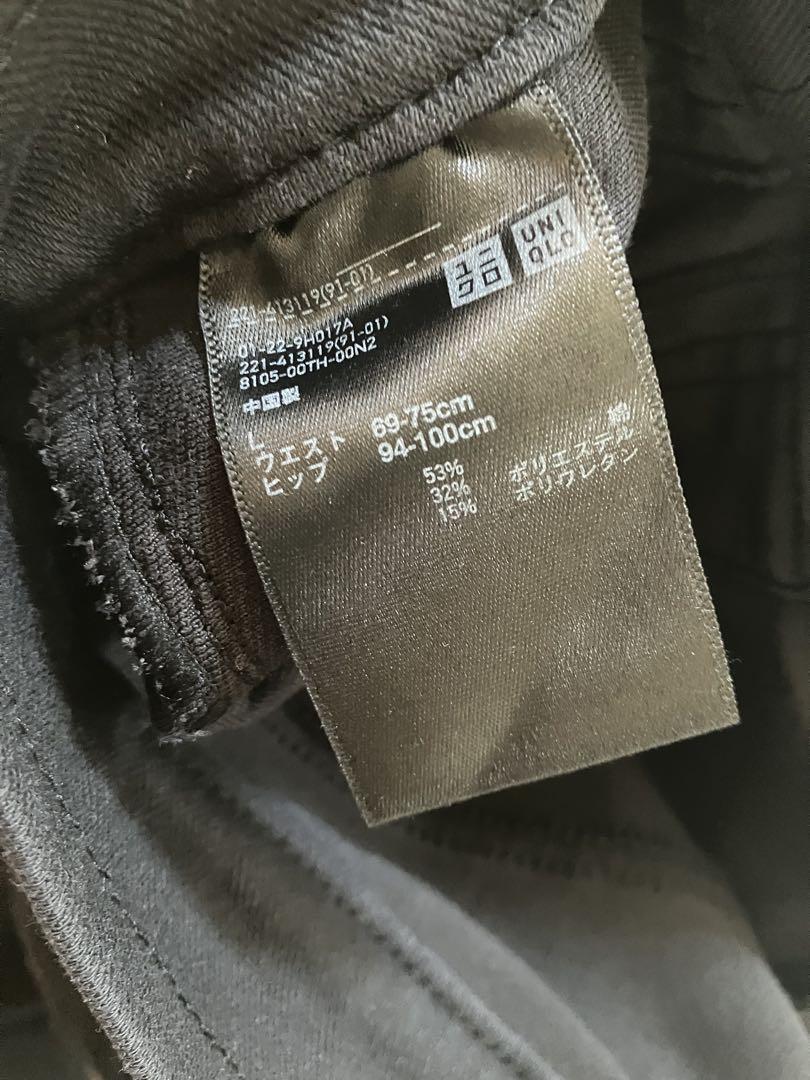 ユニ
クロ
UNI
QLO
221-413119(91-01)
01-22-9H017A
221-413119(91-01)
8105-00TH-00N2
中国製
L
ウエスト 69-75cm
ヒップ 94-100cm
53% 綿
32% ポリエステル
15% ポリウレタン